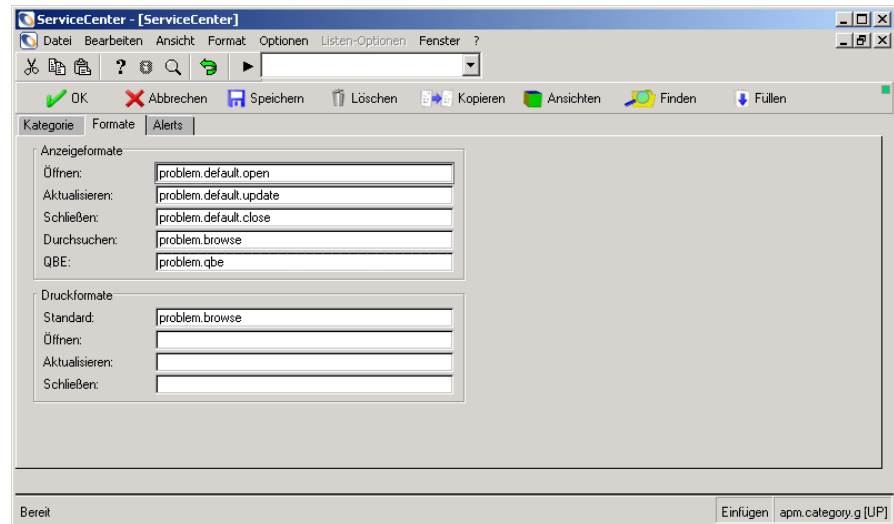 ServiceCenter - [ServiceCenter]
Datei Bearbeiten Ansicht Format Optionen Listen-Optionen Fenster ?
OK Abbrechen Speichern Löschen Kopieren Ansichten Finden Füllen
Kategorie Formate Alerts
Anzeigeformate
Öffnen: problem.default.open
Aktualisieren: problem.default.update
Schließen: problem.default.close
Durchsuchen: problem.browse
QBE: problem.qbe
Druckformate
Standard: problem.browse
Öffnen:
Aktualisieren:
Schließen:
Bereit Einfügen apm.category.g [UP]